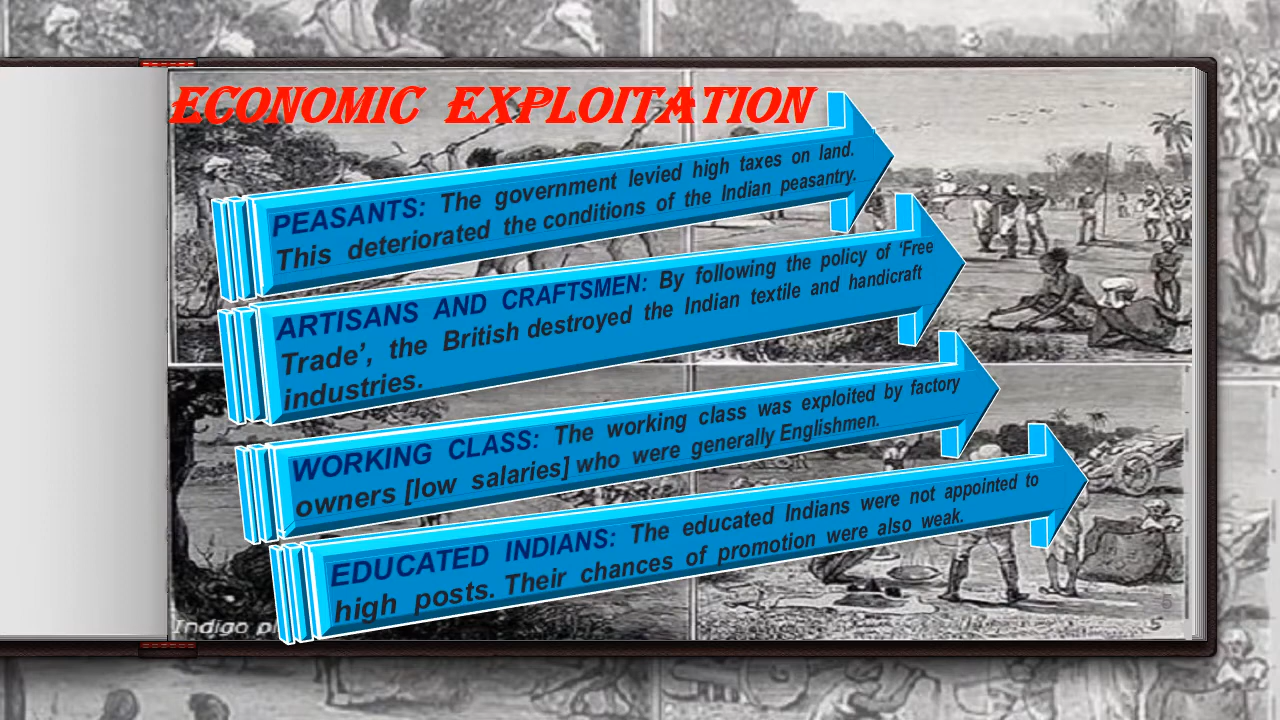 ECONOMIC EXPLOITATION
PEASANTS: The government levied high taxes on land.
This deteriorated the conditions of the Indian peasantry.
ARTISANS AND CRAFTSMEN: By following the policy of ‘Free
Trade’, the British destroyed the Indian textile and handicraft
industries.
WORKING CLASS: The working class was exploited by factory
owners [low salaries] who were generally Englishmen.
EDUCATED INDIANS: The educated Indians were not appointed to
high posts. Their chances of promotion were also weak.
Indigo pl
5